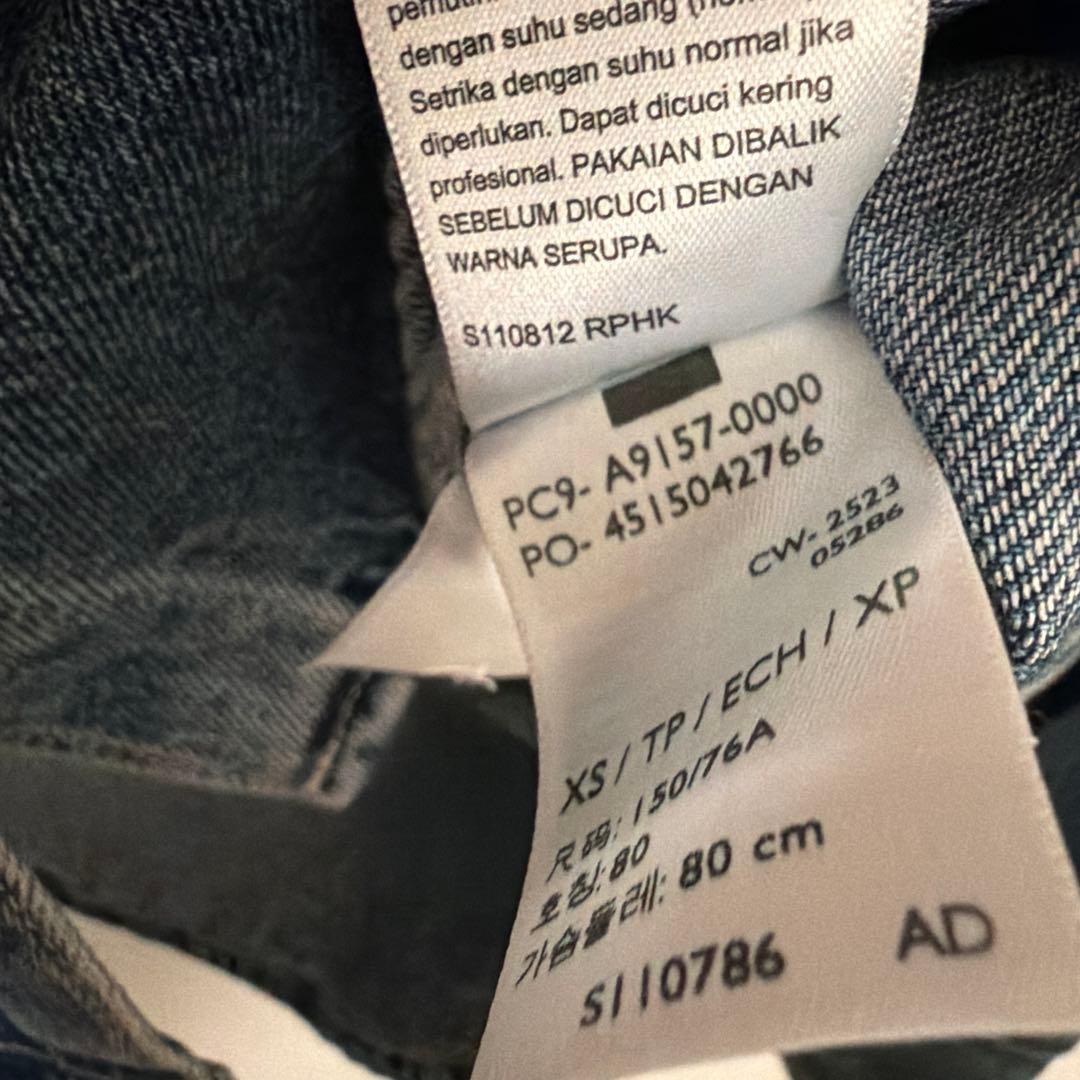 dengan suhu sedang
Setrika dengan suhu normal jika
diperlukan. Dapat dicuci kering
profesional. PAKAIAN DIBALIK
SEBELUM DICUCI DENGAN
WARNA SERUPA.
S110812 RPHK
PC9- A9157-0000
PO- 4515042766
CW- 2523
05286
XS / TP / ECH / XP
尺码: 150/76A
호칭: 80
가슴둘레: 80 cm
S110786 AD